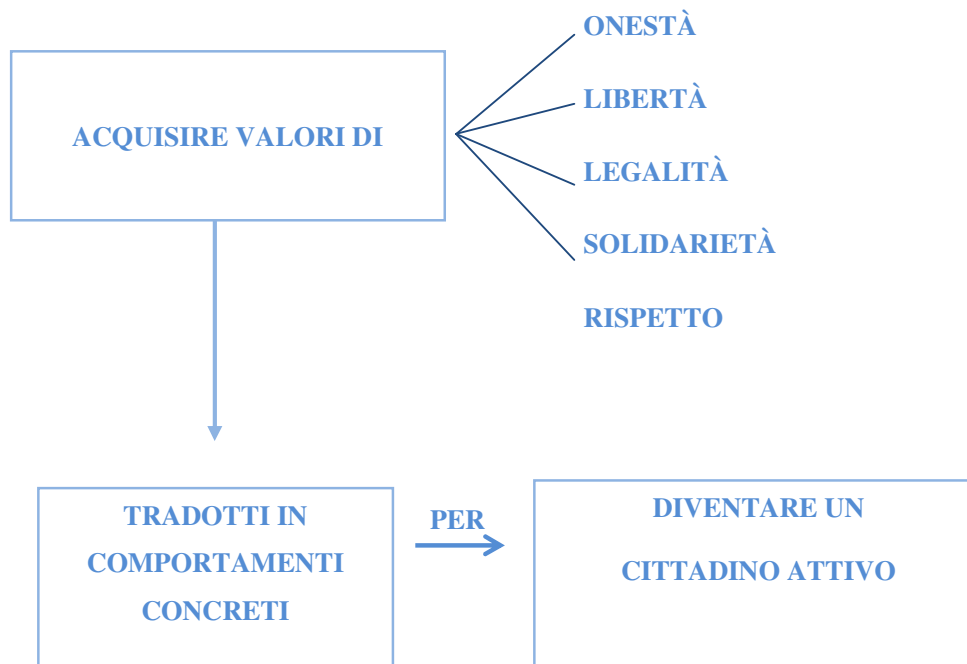 ACQUISIRE VALORI DI
ONESTÀ
LIBERTÀ
LEGALITÀ
SOLIDARIETÀ
RISPETTO
TRADOTTI IN
COMPORTAMENTI
CONCRETI
PER
DIVENTARE UN
CITTADINO ATTIVO